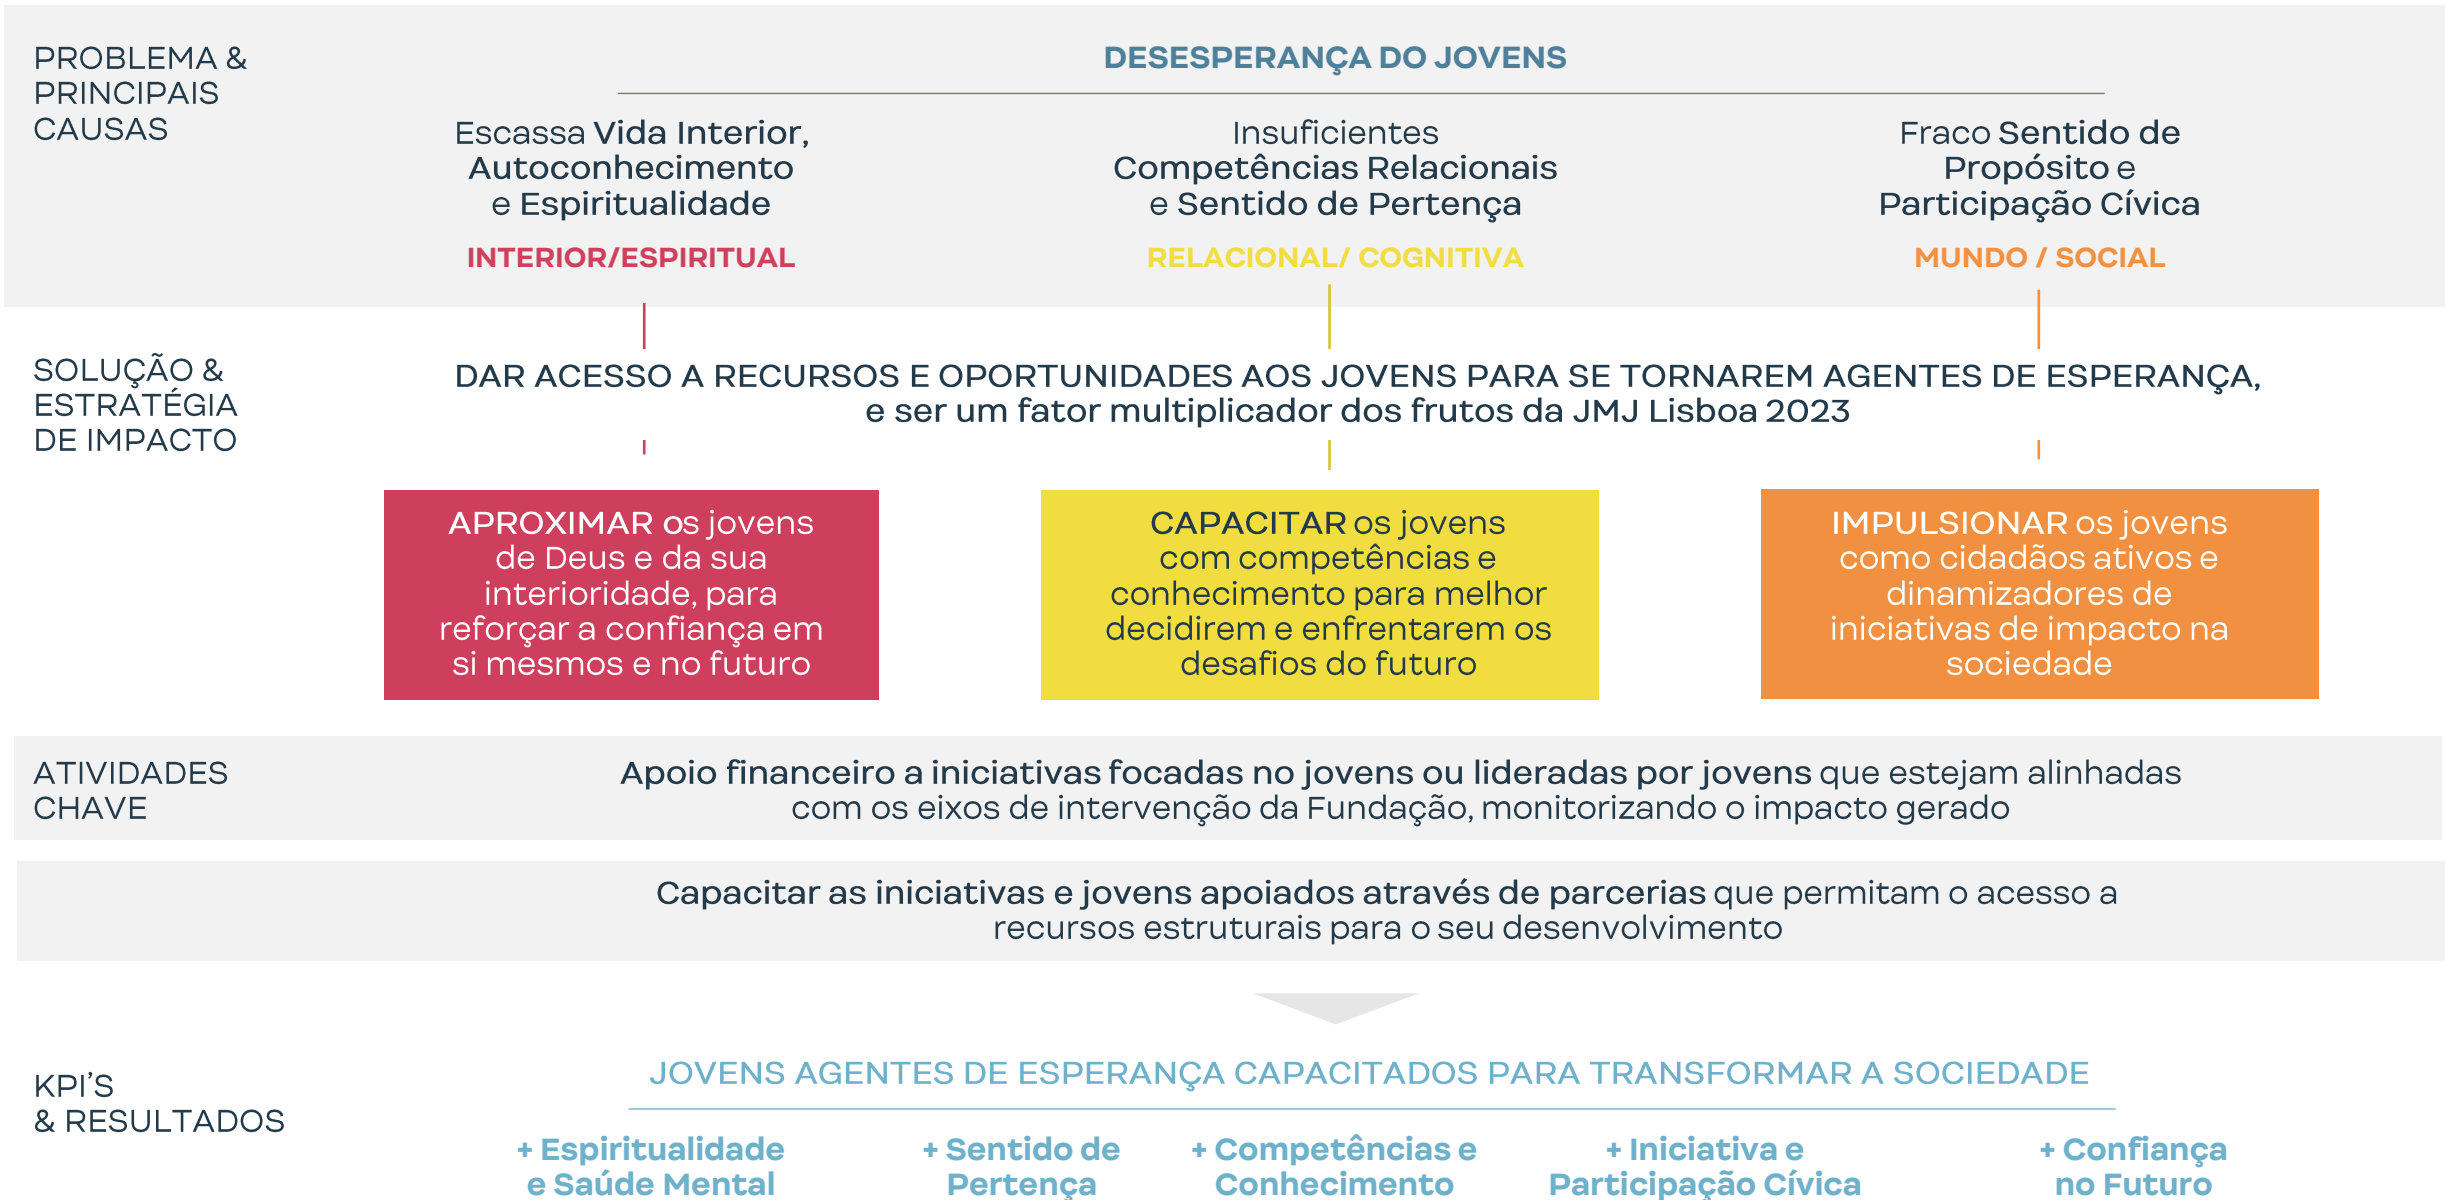 PROBLEMA &
PRINCIPAIS
CAUSAS
DESESPERANÇA DO JOVENS
Escassa Vida Interior,
Autoconhecimento
e Espiritualidade
INTERIOR/ESPIRITUAL
Insuficientes
Competências Relacionais
e Sentido de Pertença
RELACIONAL/ COGNITIVA
Fraco Sentido de
Propósito e
Participação Cívica
MUNDO / SOCIAL
SOLUÇÃO &
ESTRATÉGIA
DE IMPACTO
DAR ACESSO A RECURSOS E OPORTUNIDADES AOS JOVENS PARA SE TORNAREM AGENTES DE ESPERANÇA,
e ser um fator multiplicador dos frutos da JMJ Lisboa 2023
APROXIMAR os jovens
de Deus e da sua
interioridade, para
reforçar a confiança em
si mesmos e no futuro
CAPACITAR os jovens
com competências e
conhecimento para melhor
decidirem e enfrentarem os
desafios do futuro
IMPULSIONAR os jovens
como cidadãos ativos e
dinamizadores de
iniciativas de impacto na
sociedade
ATIVIDADES
CHAVE
Apoio financeiro a iniciativas focadas no jovens ou lideradas por jovens que estejam alinhadas
com os eixos de intervenção da Fundação, monitorizando o impacto gerado
Capacitar as iniciativas e jovens apoiados através de parcerias que permitam o acesso a
recursos estruturais para o seu desenvolvimento
KPI'S
& RESULTADOS
JOVENS AGENTES DE ESPERANÇA CAPACITADOS PARA TRANSFORMAR A SOCIEDADE
+ Espiritualidade
e Saúde Mental
+ Sentido de
Pertença
+ Competências e
Conhecimento
+ Iniciativa e
Participação Cívica
+ Confiança
no Futuro